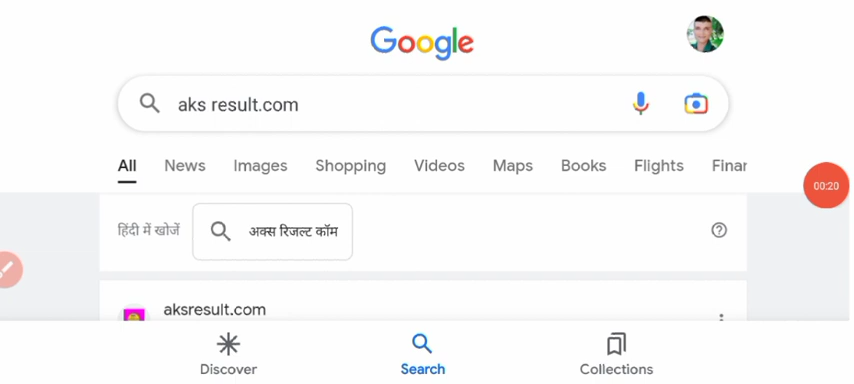 Google
aks result.com
All News Images Shopping Videos Maps Books Flights Finar
00:20
हिंदी में खोजें अक्स रिजल्ट कॉम
aksresult.com
Discover Search Collections